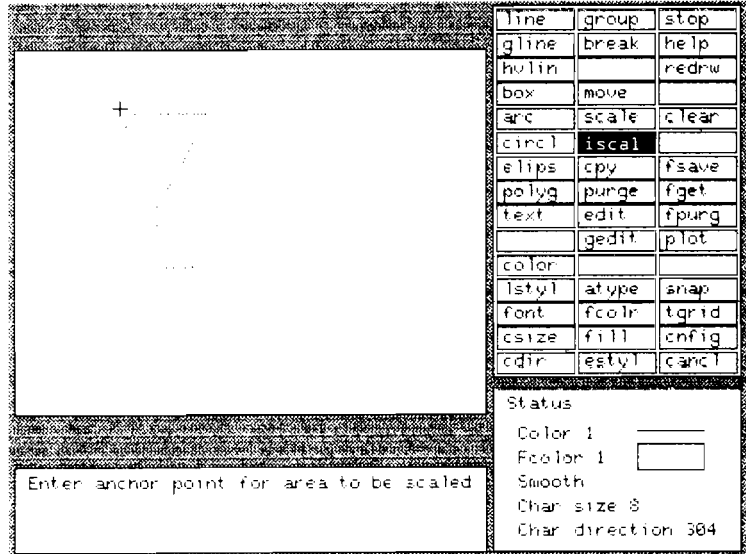 line group stop
gline break help
hvlin redrw
box move
arc scale clear
circl iscal
elips cpy fsave
polyg purge fget
text edit fpurg
gedit plot
color
lstyl atype snap
font fcolr tgrid
csize fill cnfig
cdir estyl cancl
Status
Color 1
Fcolor 1
Smooth
Char size 8
Char direction 304
Enter anchor point for area to be scaled